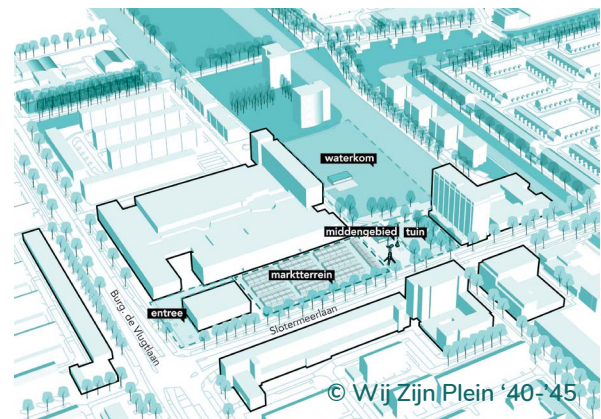 waterkom
middengebied
tuin
marktterrein
entree
Slotermeerlaan
Burg. de Vlugtlaan
© Wij Zijn Plein '40-'45